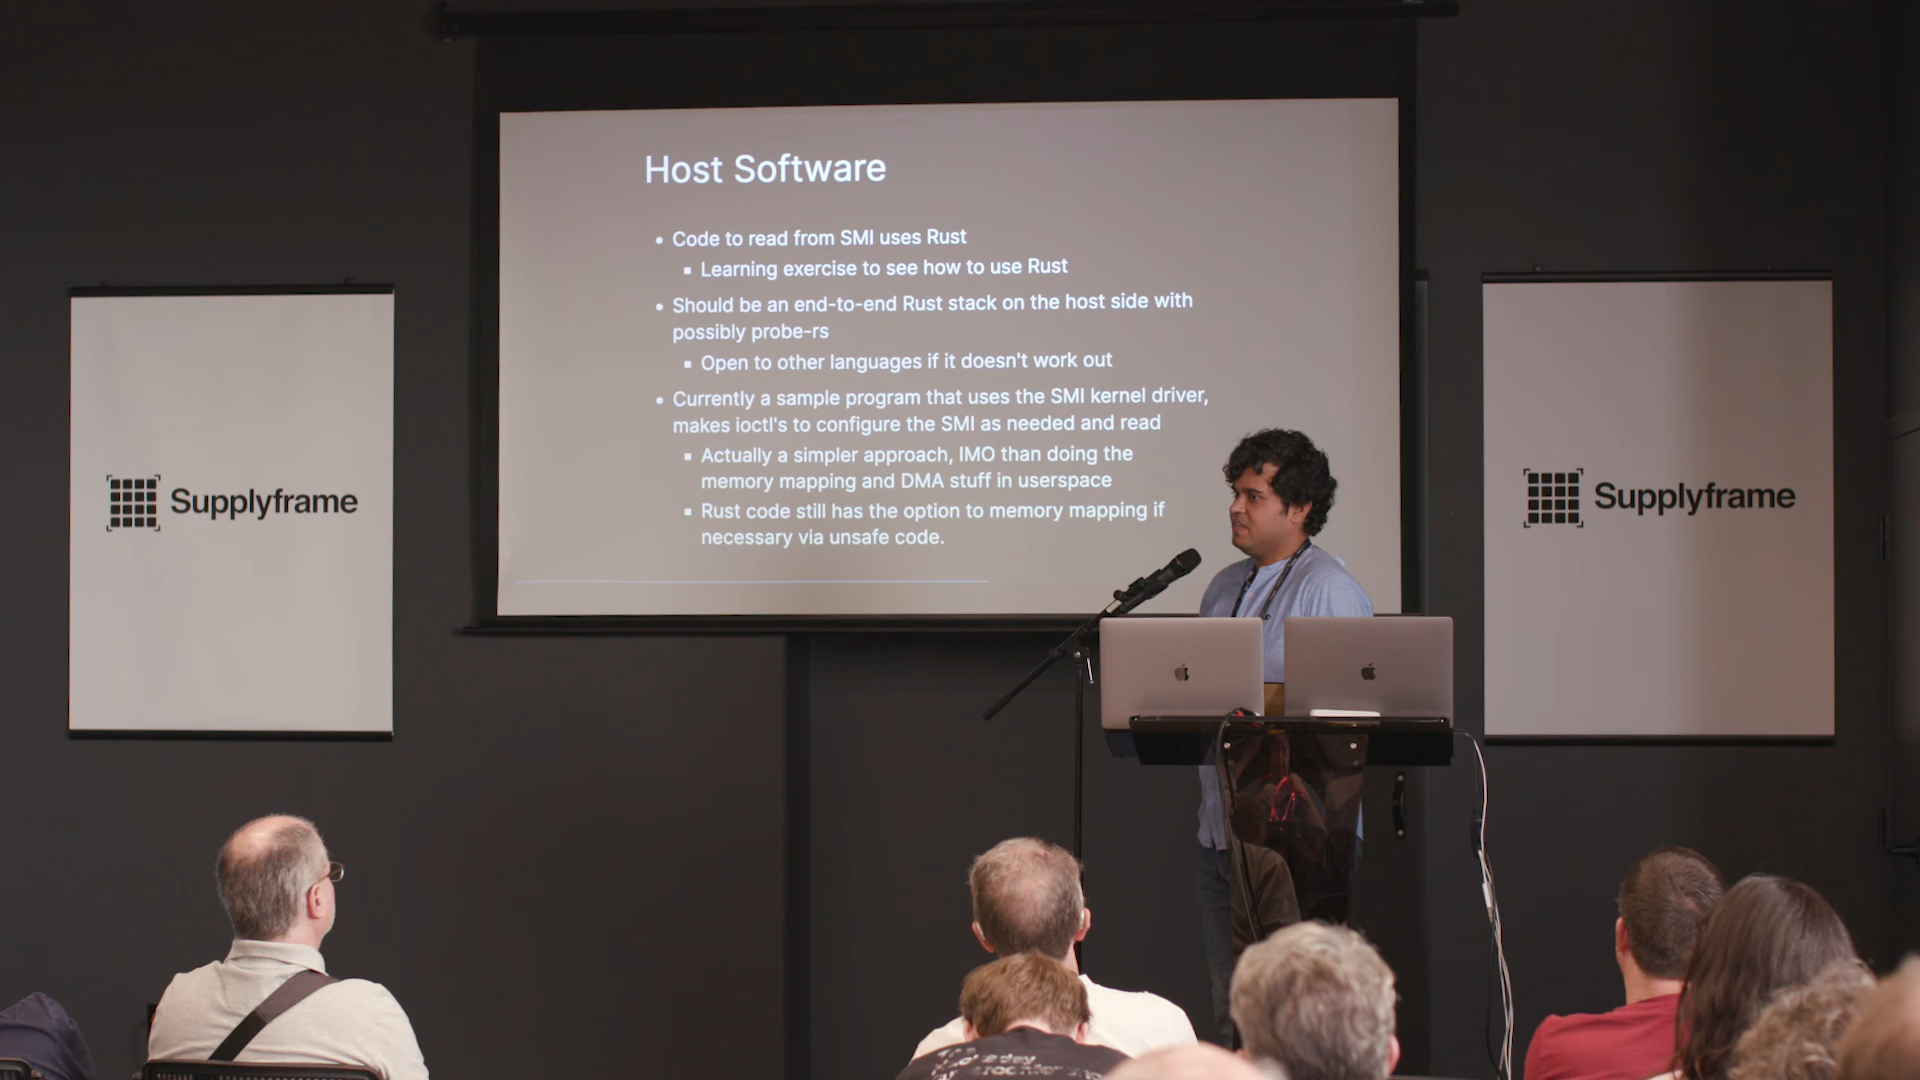 Host Software
• Code to read from SMI uses Rust
▪ Learning exercise to see how to use Rust
• Should be an end-to-end Rust stack on the host side with
possibly probe-rs
▪ Open to other languages if it doesn't work out
• Currently a sample program that uses the SMI kernel driver,
makes ioctl's to configure the SMI as needed and read
▪ Actually a simpler approach, IMO than doing the
memory mapping and DMA stuff in userspace
▪ Rust code still has the option to memory mapping if
necessary via unsafe code.
Supplyframe
Supplyframe